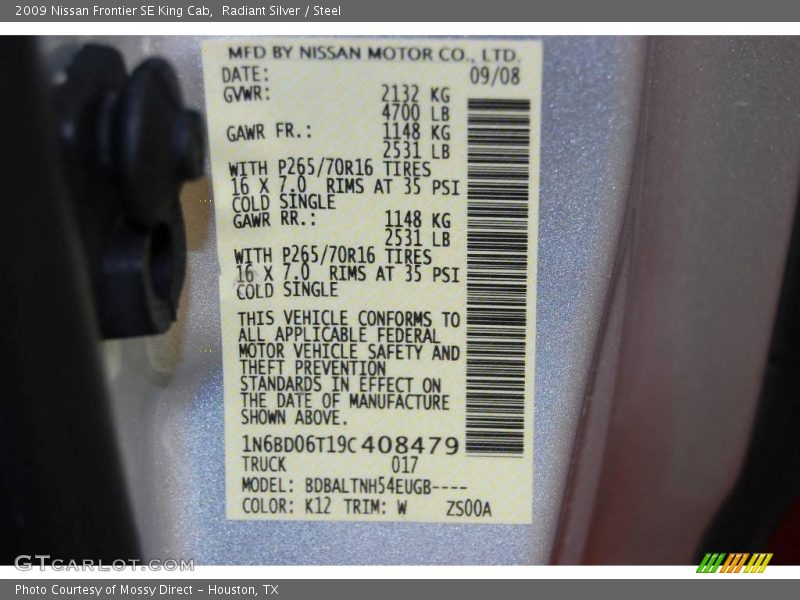 2009 Nissan Frontier SE King Cab,  Radiant Silver / Steel
MFD BY NISSAN MOTOR CO., LTD.
DATE: 09/08
GVWR: 2132 KG
4700 LB
GAWR FR.: 1148 KG
2531 LB
WITH P265/70R16 TIRES
16 X 7.0 RIMS AT 35 PSI
COLD SINGLE
GAWR RR.: 1148 KG
2531 LB
WITH P265/70R16 TIRES
16 X 7.0 RIMS AT 35 PSI
COLD SINGLE
THIS VEHICLE CONFORMS TO
ALL APPLICABLE FEDERAL
MOTOR VEHICLE SAFETY AND
THEFT PREVENTION
STANDARDS IN EFFECT ON
THE DATE OF MANUFACTURE
SHOWN ABOVE.
1N6BD06T19C408479
TRUCK 017
MODEL: BDBALTNH54EUGB----
COLOR: K12 TRIM: W ZS00A
GTCARLOT.COM
Photo Courtesy of Mossy Direct – Houston, TX